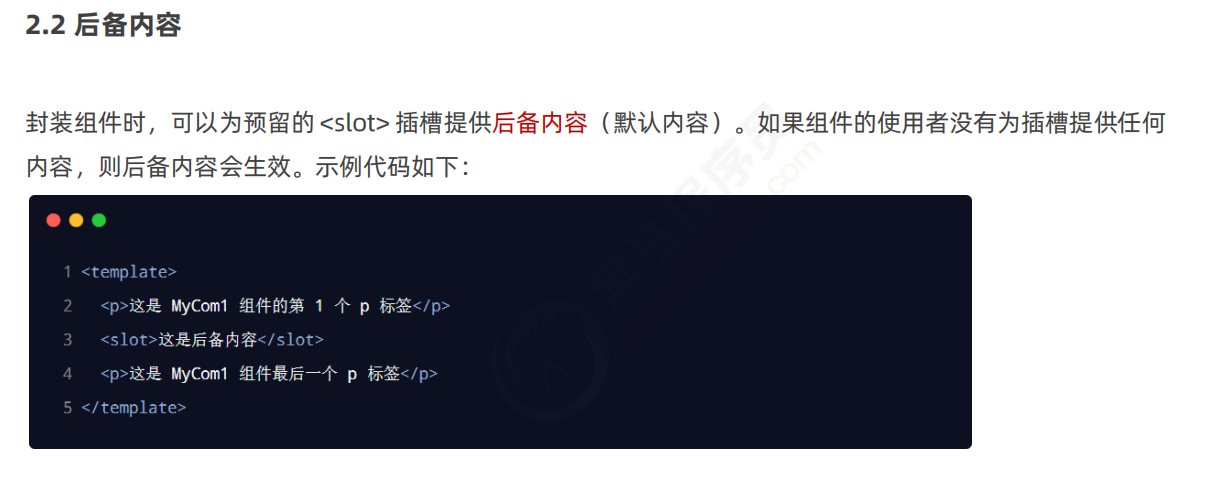 2.2 后备内容
封装组件时，可以为预留的 <slot> 插槽提供后备内容（默认内容）。如果组件的使用者没有为插槽提供任何
内容，则后备内容会生效。示例代码如下：
1 <template>
2 <p>这是 MyCom1 组件的第 1 个 p 标签</p>
3 <slot>这是后备内容</slot>
4 <p>这是 MyCom1 组件最后一个 p 标签</p>
5 </template>
黑马程序员